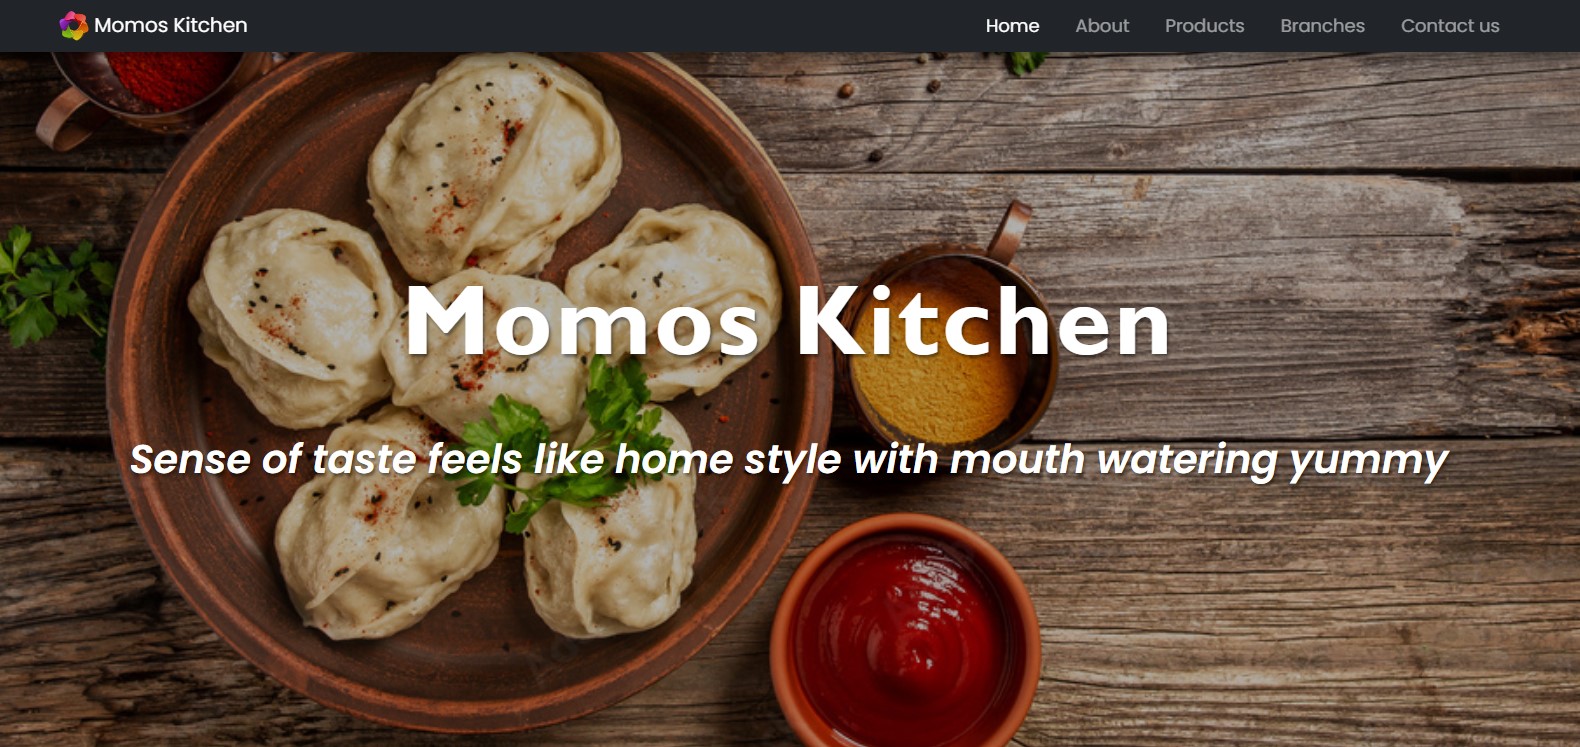 Momos Kitchen
Home About Products Branches Contact us
Momos Kitchen
Sense of taste feels like home style with mouth watering yummy